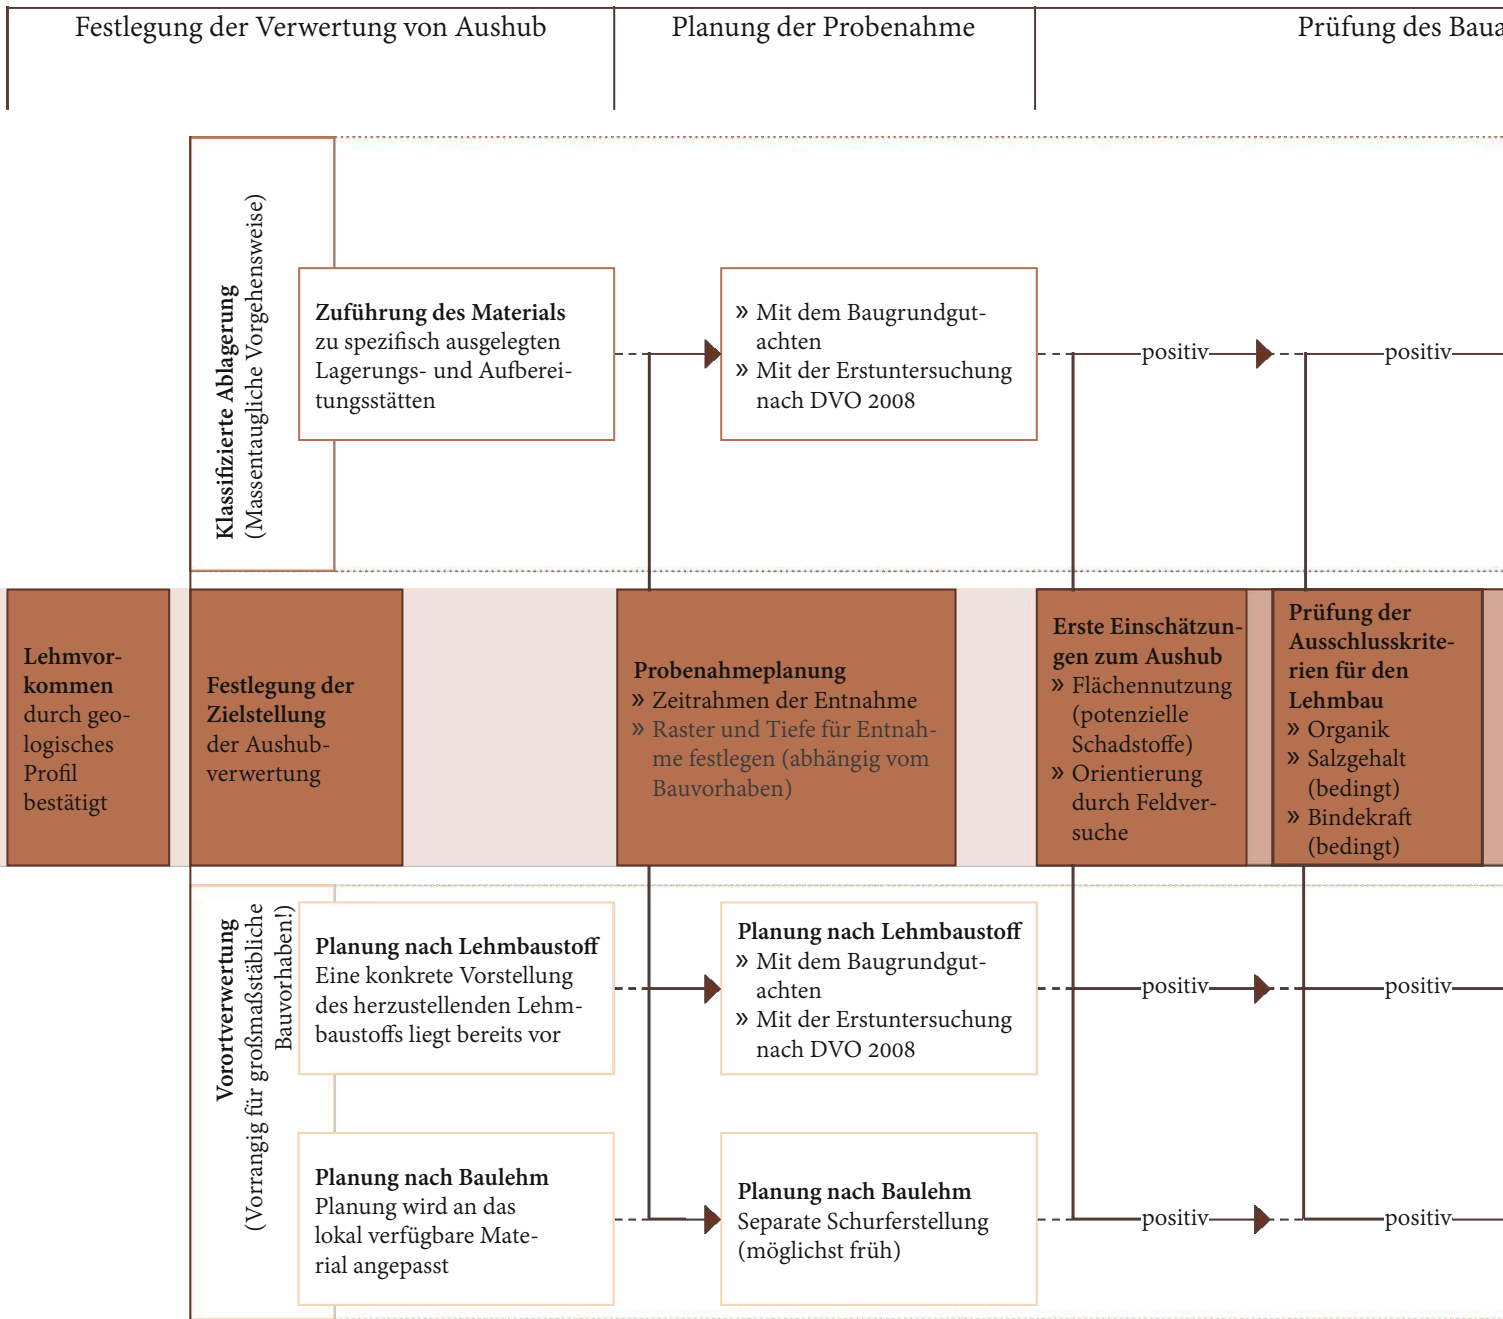 Festlegung der Verwertung von Aushub
Planung der Probenahme
Prüfung des Baua
Klassifizierte Ablagerung
(Massentaugliche Vorgehensweise)
Zuführung des Materials
zu spezifisch ausgelegten
Lagerungs- und Aufberei-
tungsstätten
» Mit dem Baugrundgut-
achten
» Mit der Erstuntersuchung
nach DVO 2008
positiv
positiv
Lehmvor-
kommen
durch geo-
logisches
Profil
bestätigt
Festlegung der
Zielstellung
der Aushub-
verwertung
Probenahmeplanung
» Zeitrahmen der Entnahme
» Raster und Tiefe für Entnah-
me festlegen (abhängig vom
Bauvorhaben)
Erste Einschätzun-
gen zum Aushub
» Flächennutzung
(potenzielle
Schadstoffe)
» Orientierung
durch Feldver-
suche
Prüfung der
Ausschlusskrite-
rien für den
Lehmbau
» Organik
» Salzgehalt
(bedingt)
» Bindekraft
(bedingt)
Vorortverwertung
(Vorrangig für großmaßstäbliche
Bauvorhaben!)
Planung nach Lehmbaustoff
Eine konkrete Vorstellung
des herzustellenden Lehm-
baustoffs liegt bereits vor
Planung nach Lehmbaustoff
» Mit dem Baugrundgut-
achten
» Mit der Erstuntersuchung
nach DVO 2008
positiv
positiv
Planung nach Baulehm
Planung wird an das
lokal verfügbare Mate-
rial angepasst
Planung nach Baulehm
Separate Schurferstellung
(möglichst früh)
positiv
positiv